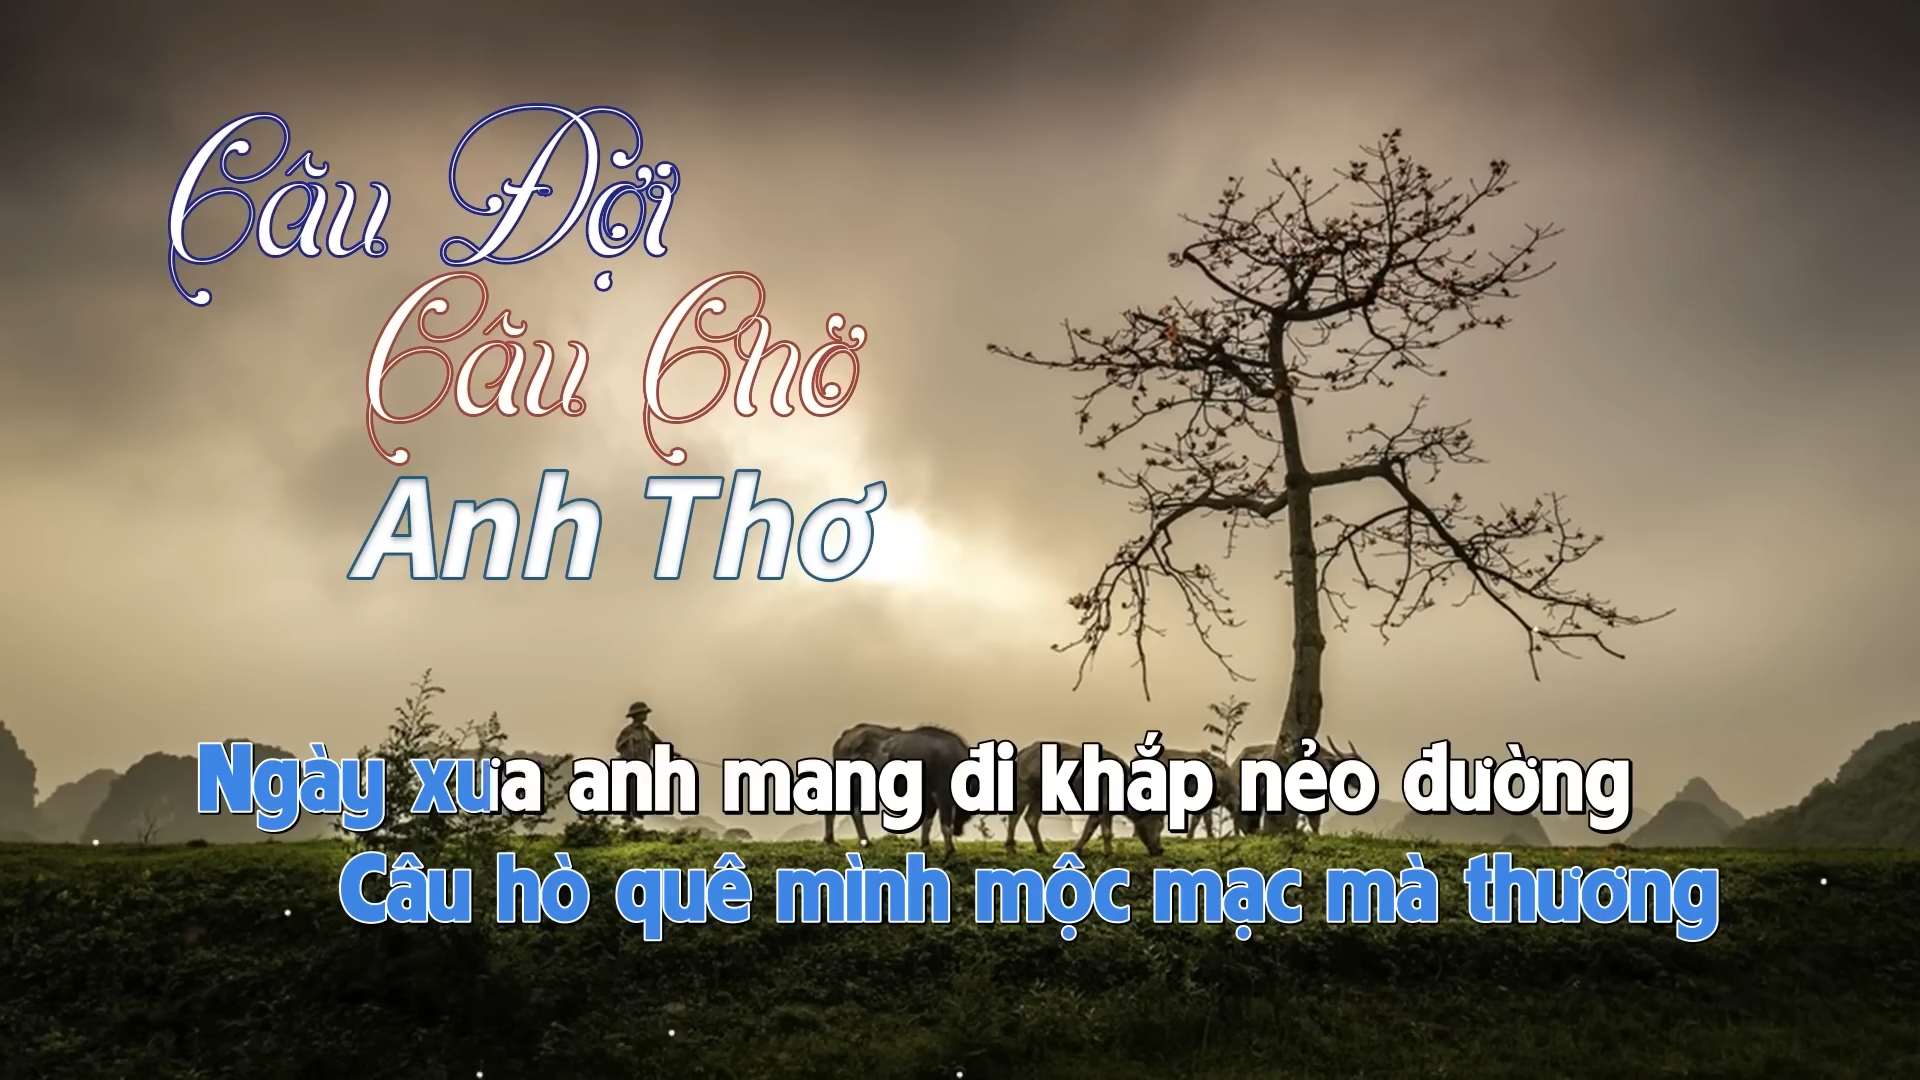 Câu Đợi
Câu Chờ
Anh Thơ
Ngày xưa anh mang đi khắp nẻo đường
Câu hò quê mình mộc mạc mà thương